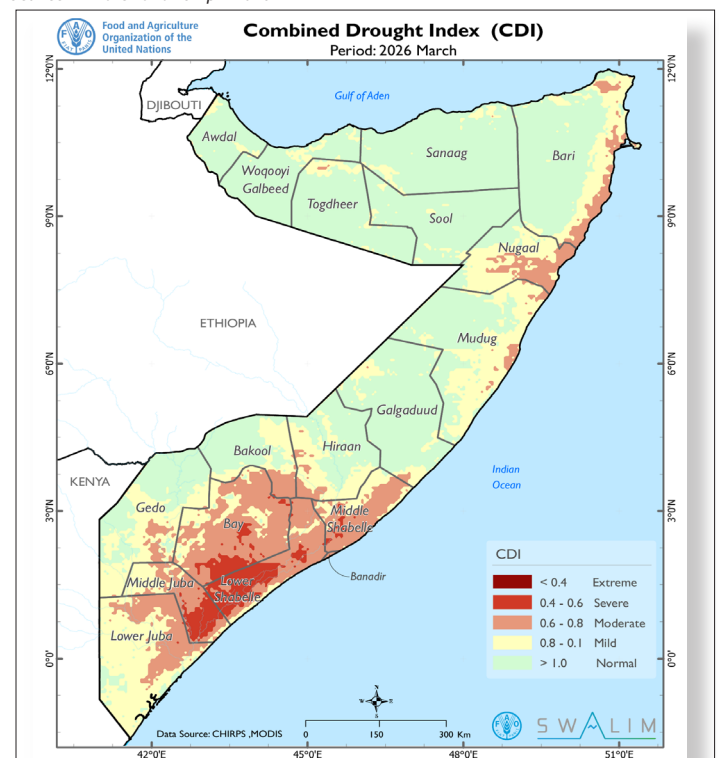 Food and Agriculture
Organization of the
United Nations
FAO
FIAT PANIS
Combined Drought Index (CDI)
Period: 2026 March
12°0'N
9°0'N
6°0'N
3°0'N
0°0'
12°0'N
9°0'N
6°0'N
3°0'N
0°0'
DJIBOUTI
Gulf of Aden
Awdal
Woqooyi
Galbeed
Togdheer
Sanaag
Sool
Bari
Nugaal
ETHIOPIA
Mudug
Galgaduud
Hiraan
Bakool
KENYA
Gedo
Bay
Middle
Shabelle
Indian
Ocean
Banadir
Middle Juba
Lower
Shabelle
Lower Juba
CDI
< 0.4 Extreme
0.4 - 0.6 Severe
0.6 - 0.8 Moderate
0.8 - 0.1 Mild
> 1.0 Normal
N
W E
S
Data Source: CHIRPS ,MODIS
0 150 300 Km
FAO
SWALIM
42°0'E
45°0'E
48°0'E
51°0'E